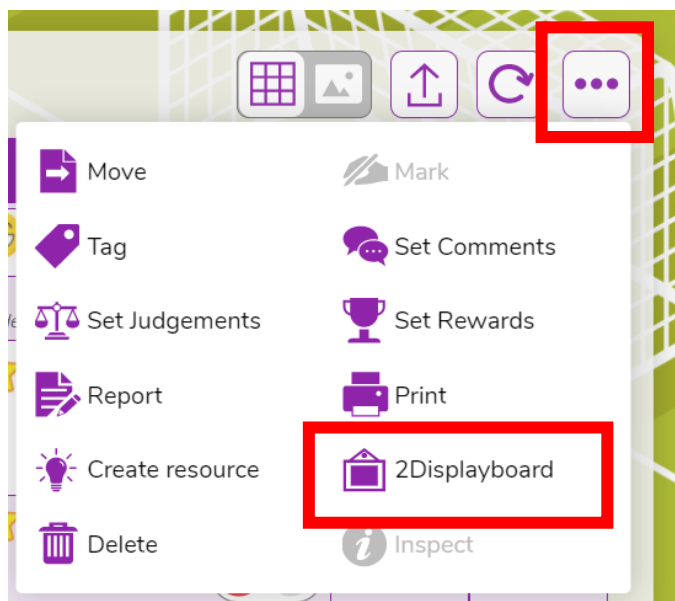 Move
Mark
Tag
Set Comments
Set Judgements
Set Rewards
Report
Print
Create resource
2Displayboard
Delete
Inspect